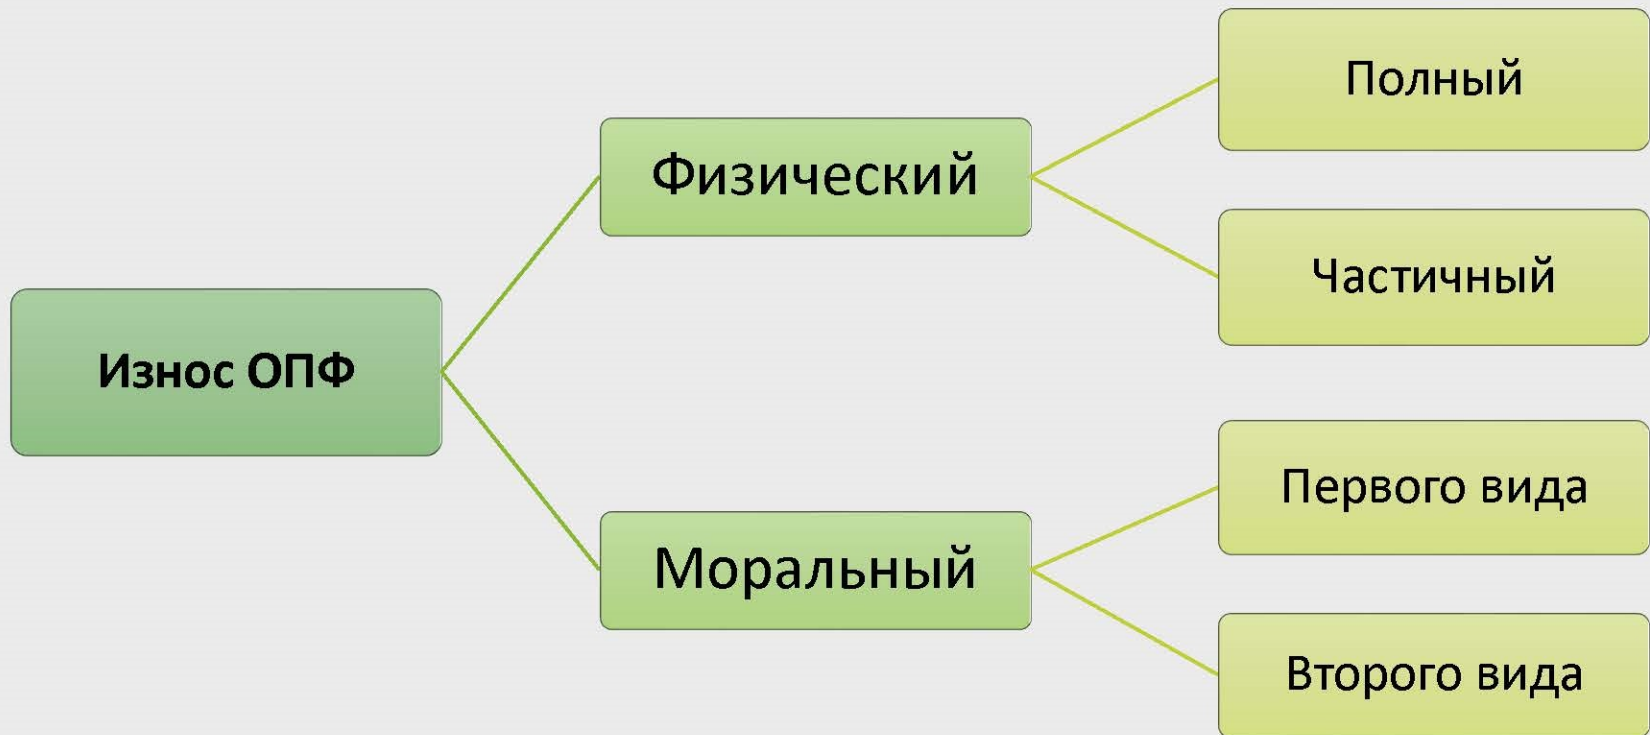 Износ ОПФ
Физический
Полный
Частичный
Моральный
Первого вида
Второго вида